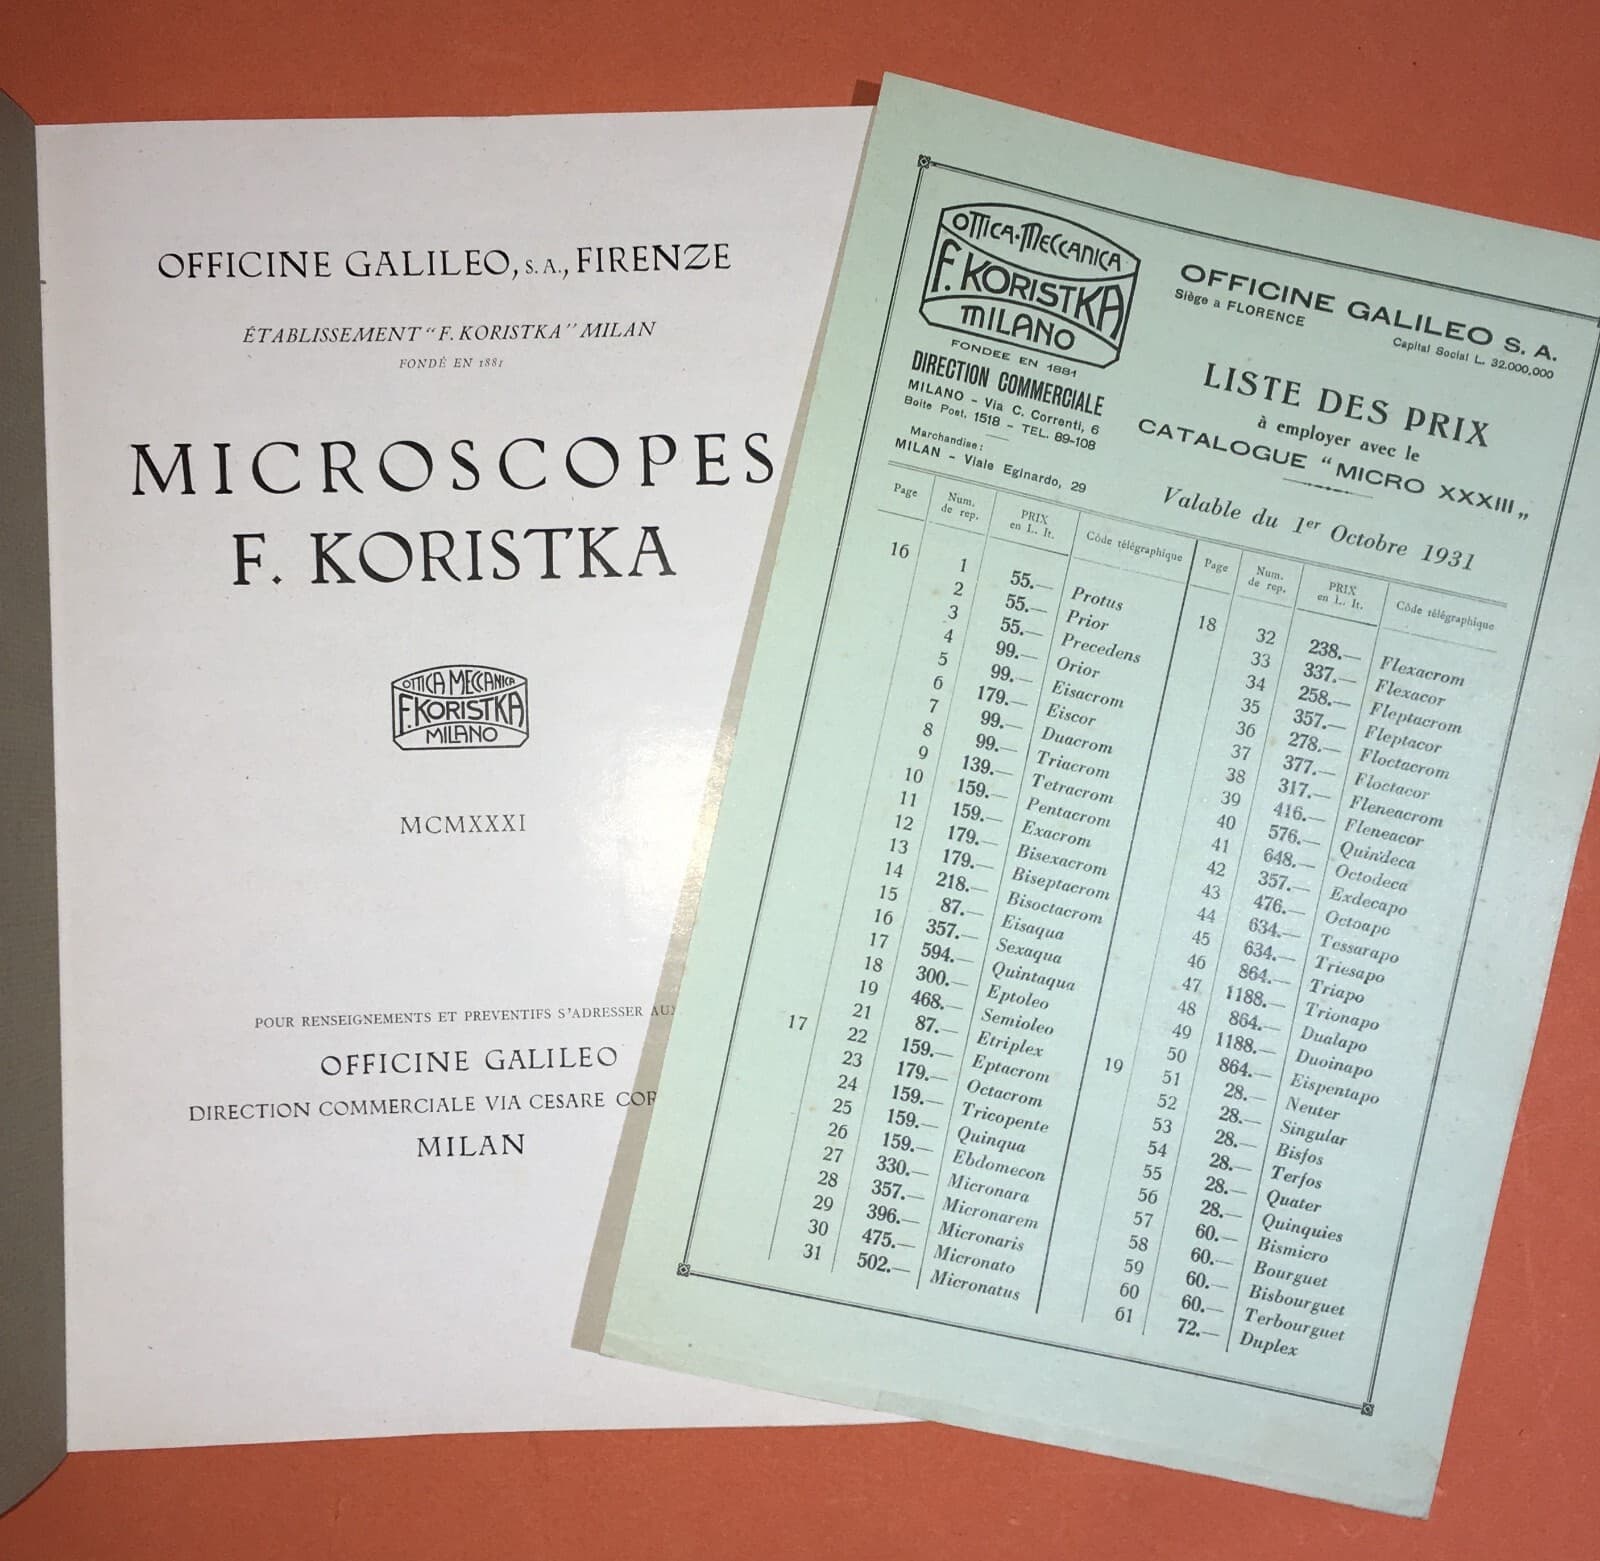 OFFICINE GALILEO, S.A., FIRENZE
ÉTABLISSEMENT "F. KORISTKA" MILAN
FONDÉ EN 1881
MICROSCOPES
F. KORISTKA
OTTICA MECCANICA
F. KORISTKA
MILANO
MCMXXXI
POUR RENSEIGNEMENTS ET PREVENTIFS S'ADRESSER AUX
OFFICINE GALILEO
DIRECTION COMMERCIALE VIA CESARE COR
MILAN
OTTICA-MECCANICA
F. KORISTKA
MILANO
FONDEE EN 1881
DIRECTION COMMERCIALE
MILANO - Via C. Correnti, 6
Boite Post. 1518 - TEL. 89-108
Marchandise:
MILAN - Viale Eginardo, 29
OFFICINE GALILEO S. A.
Siège a FLORENCE
Capital Social L. 32.000,000
LISTE DES PRIX
à employer avec le
CATALOGUE "MICRO XXXIII„
Valable du 1er Octobre 1931
Page Num. de rep. PRIX en L. It. Côde télégraphique
16 1 55.— Protus
2 55.— Prior
3 55.— Precedens
4 99.— Orior
5 99.— Eisacrom
6 179.— Eiscor
7 99.— Duacrom
8 99.— Triacrom
9 139.— Tetracrom
10 159.— Pentacrom
11 159.— Exacrom
12 179.— Bisexacrom
13 179.— Biseptacrom
14 218.— Bisoctacrom
15 87.— Eisaqua
16 357.— Sexaqua
17 594.— Quintaqua
18 300.— Eptoleo
19 468.— Semioleo
21 87.— Etriplex
17 22 159.— Eptacrom
23 179.— Octacrom
24 159.— Tricopente
25 159.— Quinqua
26 159.— Ebdomecon
27 330.— Micronara
28 357.— Micronarem
29 396.— Micronaris
30 475.— Micronato
31 502.— Micronatus
Page Num. de rep. PRIX en L. It. Côde télégraphique
18 32 238.— Flexacrom
33 337.— Flexacor
34 258.— Fleptacrom
35 357.— Fleptacor
36 278.— Floctacrom
37 377.— Floctacor
38 317.— Fleneacrom
39 416.— Fleneacor
40 576.— Quindeca
41 648.— Octodeca
42 357.— Exdecapo
43 476.— Octoapo
44 634.— Tessarapo
45 634.— Triesapo
46 864.— Triapo
47 1188.— Trionapo
48 864.— Dualapo
49 1188.— Duoinapo
50 864.— Eispentapo
19 51 28.— Neuter
52 28.— Singular
53 28.— Bisfos
54 28.— Terfos
55 28.— Quater
56 28.— Quinquies
57 60.— Bismicro
58 60.— Bourguet
59 60.— Bisbourguet
60 60.— Terbourguet
61 72.— Duplex